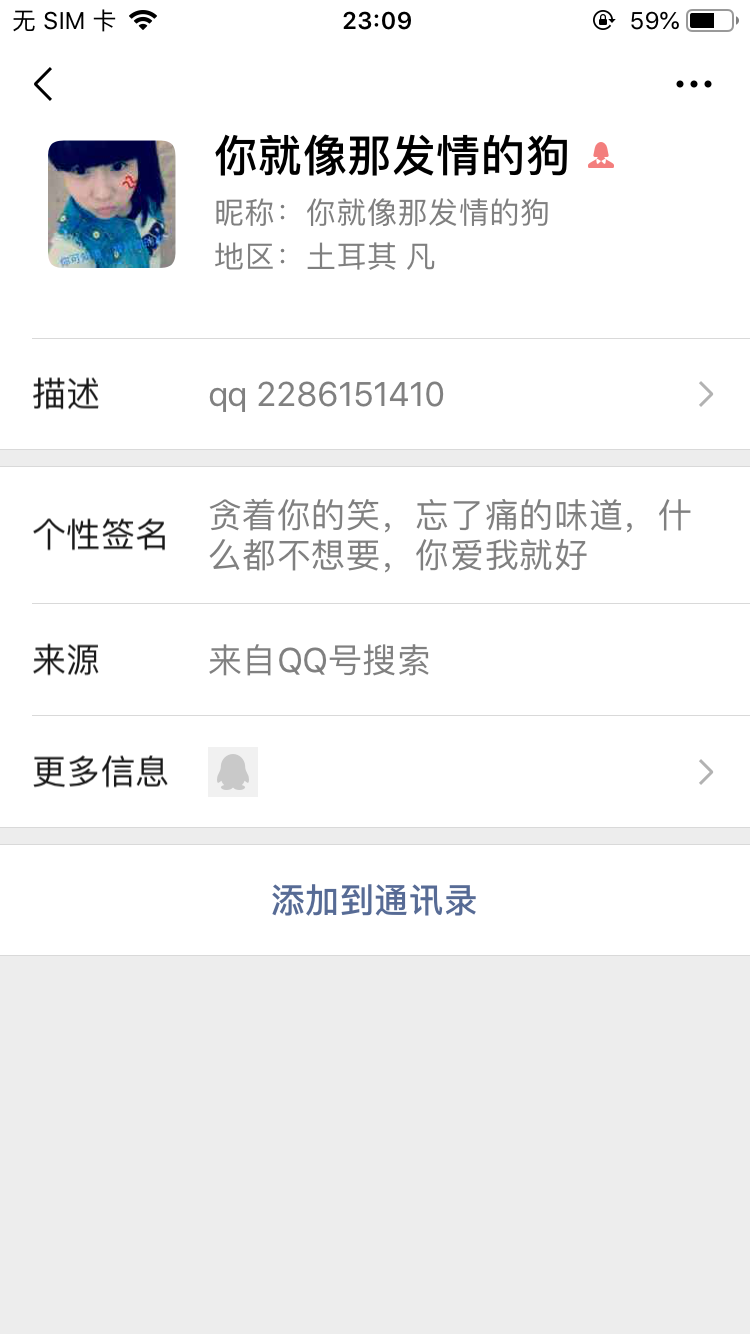 无 SIM 卡
23:09
59%
你就像那发情的狗
昵称：你就像那发情的狗
地区：土耳其 凡
描述
qq 2286151410
个性签名
贪着你的笑，忘了痛的味道，什
么都不想要，你爱我就好
来源
来自QQ号搜索
更多信息
添加到通讯录